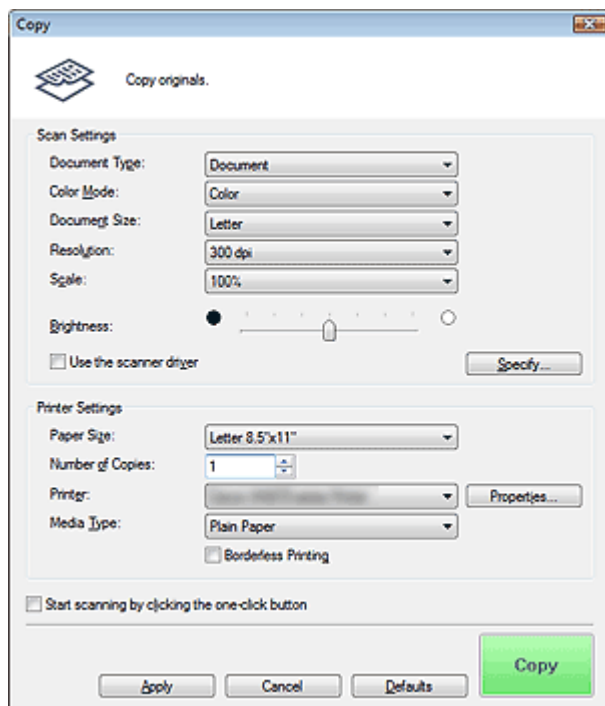 Copy
Copy originals.
Scan Settings
Document Type: Document
Color Mode: Color
Document Size: Letter
Resolution: 300 dpi
Scale: 100%
Brightness:
Use the scanner driver Specify...
Printer Settings
Paper Size: Letter 8.5"x11"
Number of Copies: 1
Printer: Properties...
Media Type: Plain Paper
Borderless Printing
Start scanning by clicking the one-click button
Apply Cancel Defaults Copy